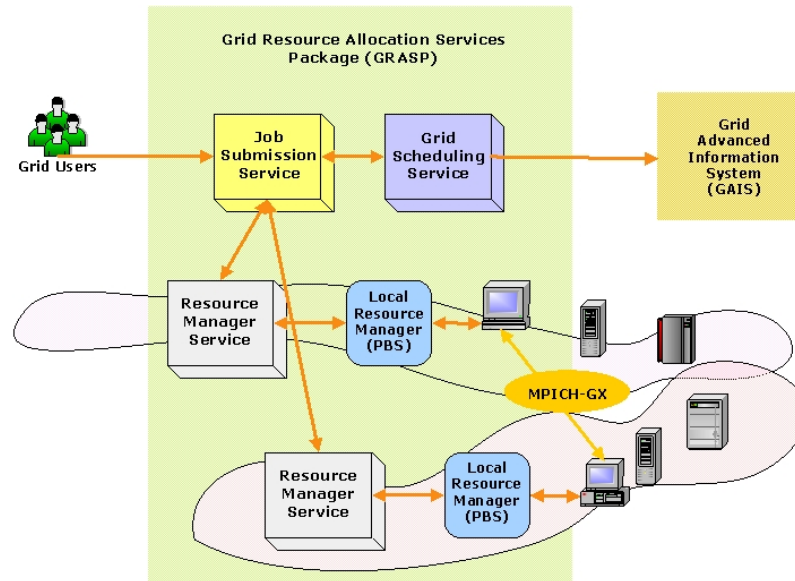 Grid Resource Allocation Services
Package (GRASP)
Grid Users
Job
Submission
Service
Grid
Scheduling
Service
Grid
Advanced
Information
System
(GAIS)
Resource
Manager
Service
Local
Resource
Manager
(PBS)
MPICH-GX
Resource
Manager
Service
Local
Resource
Manager
(PBS)